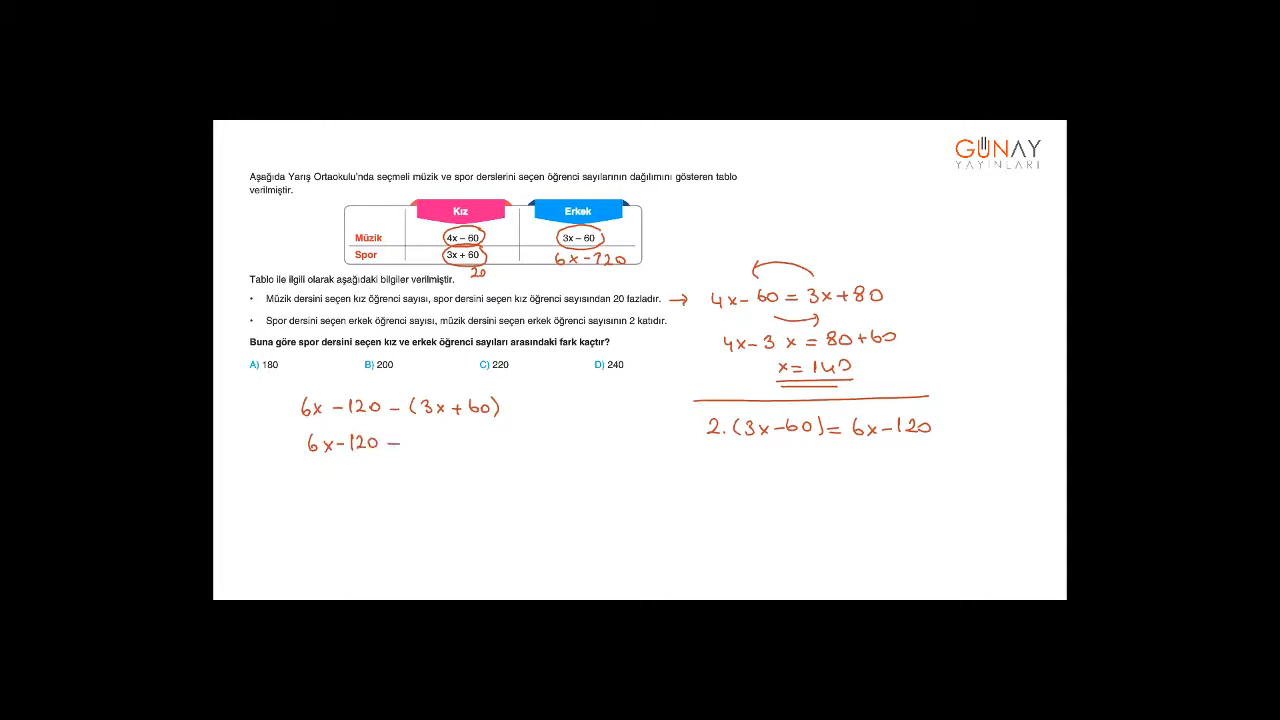 GÜNAY
YAYINLARI
Aşağıda Yarış Ortaokulu'nda seçmeli müzik ve spor derslerini seçen öğrenci sayılarının dağılımını gösteren tablo
verilmiştir.
Kız Erkek
Müzik 4x – 60 3x – 60
Spor 3x + 60 6x – 120
20
Tablo ile ilgili olarak aşağıdaki bilgiler verilmiştir.
• Müzik dersini seçen kız öğrenci sayısı, spor dersini seçen kız öğrenci sayısından 20 fazladır. → 4x – 60 = 3x + 80
• Spor dersini seçen erkek öğrenci sayısı, müzik dersini seçen erkek öğrenci sayısının 2 katıdır.
4x – 3x = 80 + 60
Buna göre spor dersini seçen kız ve erkek öğrenci sayıları arasındaki fark kaçtır?
x = 140
A) 180 B) 200 C) 220 D) 240
6x – 120 – (3x + 60)
2. (3x – 60) = 6x – 120
6x – 120 –